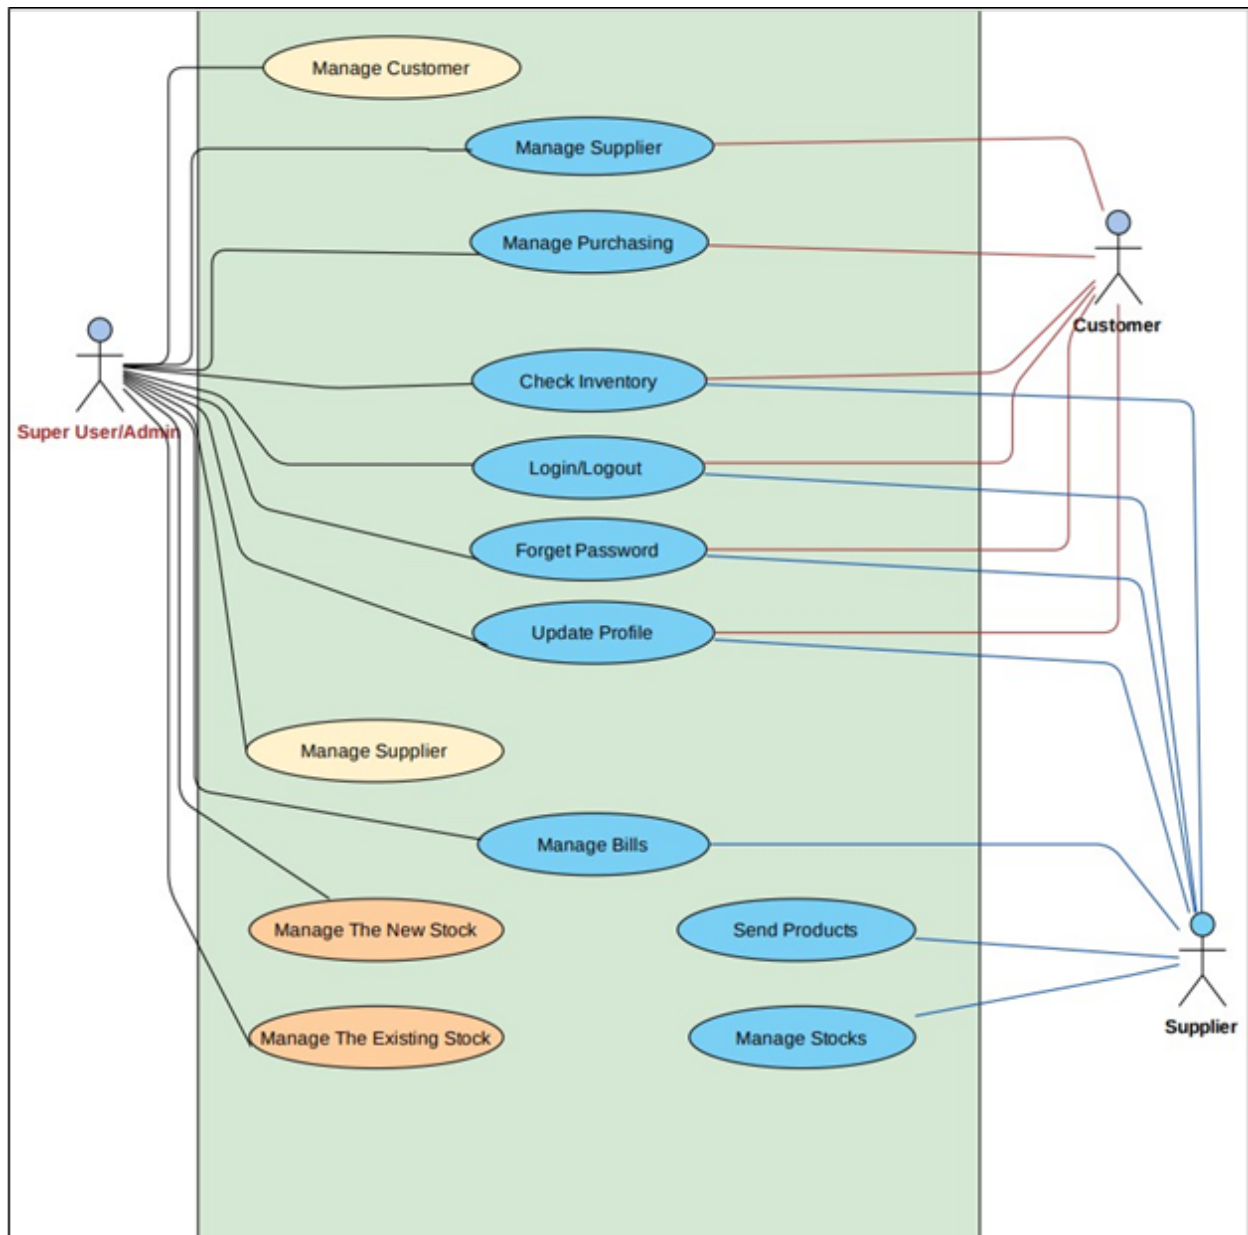 Manage Customer
Manage Supplier
Manage Purchasing
Customer
Check Inventory
Super User/Admin
Login/Logout
Forget Password
Update Profile
Manage Supplier
Manage Bills
Manage The New Stock
Send Products
Supplier
Manage The Existing Stock
Manage Stocks